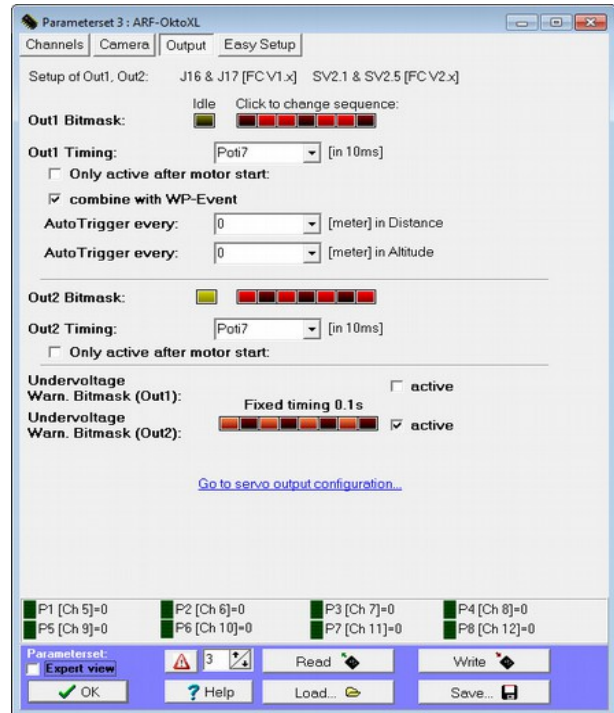 Parameterset 3 : ARF-OktoXL
Channels Camera Output Easy Setup
Setup of Out1, Out2: J16 & J17 [FC V1.x] SV2.1 & SV2.5 [FC V2.x]
Idle Click to change sequence:
Out1 Bitmask:
Out1 Timing: Poti7 [in 10ms]
Only active after motor start:
combine with WP-Event
AutoTrigger every: 0 [meter] in Distance
AutoTrigger every: 0 [meter] in Altitude
Out2 Bitmask:
Out2 Timing: Poti7 [in 10ms]
Only active after motor start:
Undervoltage
Warn. Bitmask (Out1): active
Fixed timing 0.1s
Undervoltage
Warn. Bitmask (Out2): active
Go to servo output configuration...
P1 [Ch 5]=0 P2 [Ch 6]=0 P3 [Ch 7]=0 P4 [Ch 8]=0
P5 [Ch 9]=0 P6 [Ch 10]=0 P7 [Ch 11]=0 P8 [Ch 12]=0
Parameterset:
Expert view 3 Read Write
OK ? Help Load... Save...